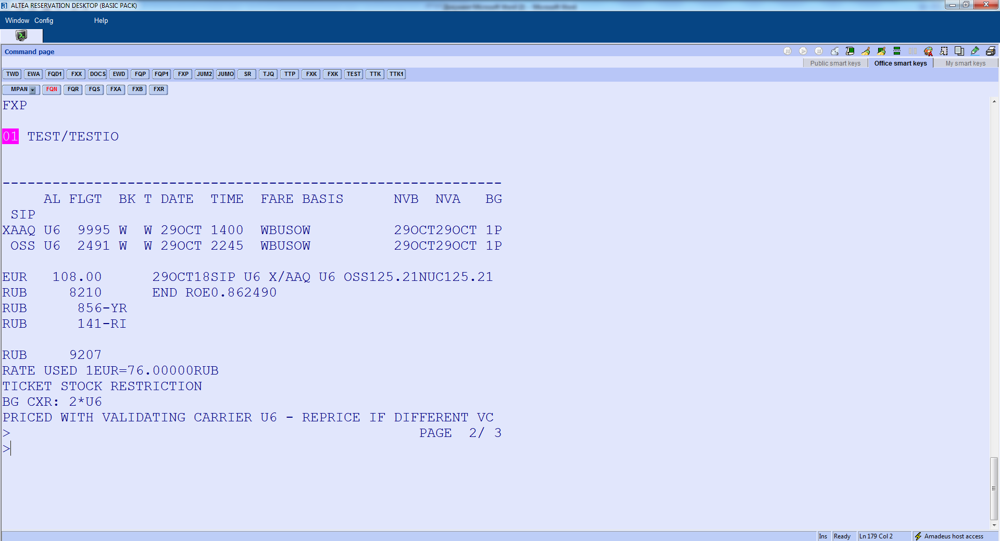 ALTEA RESERVATION DESKTOP (BASIC PACK)
Window Config Help
Command page
Public smart keys Office smart keys My smart keys
TWD EWA FQD1 FXX DOCS EWD FQP FQP1 FXP JUM2 JUMO SR TJQ TTP FXK FXK TEST TTK TTK1
MPAN FQN FQR FQS FXA FXB FXR
FXP
01 TEST/TESTIO
------------------------------------------------------------
AL FLGT BK T DATE TIME FARE BASIS NVB NVA BG
SIP
XAAQ U6 9995 W W 29OCT 1400 WBUSOW 29OCT29OCT 1P
OSS U6 2491 W W 29OCT 2245 WBUSOW 29OCT29OCT 1P
EUR 108.00 29OCT18SIP U6 X/AAQ U6 OSS125.21NUC125.21
RUB 8210 END ROE0.862490
RUB 856-YR
RUB 141-RI
RUB 9207
RATE USED 1EUR=76.00000RUB
TICKET STOCK RESTRICTION
BG CXR: 2*U6
PRICED WITH VALIDATING CARRIER U6 - REPRICE IF DIFFERENT VC
> PAGE 2/ 3
>
Ins Ready Ln 179 Col 2 Amadeus host access